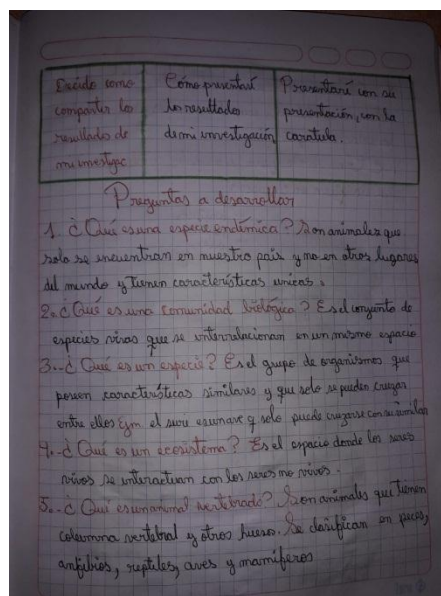 Decido como
compartir los
resultados de
mi investigac.
Cómo presentaré
los resultados
de mi investigación
Presentaré con su
presentación, con la
caratula.
Preguntas a desarrollar
1. ¿Qué es una especie endémica? Son animales que
solo se encuentran en nuestro país y no en otros lugares
del mundo y tienen características unicas.
2. ¿Qué es una comunidad biológica? Es el conjunto de
especies vivas que se interrelacionan en un mismo espacio
3.- ¿Qué es un especie? Es el grupo de organismos que
poseen características similares y que solo se pueden cruzar
entre ellos ejm. el suri es un ave q solo puede cruzarse con su similar
4.- ¿Qué es un ecosistema? Es el espacio donde los seres
vivos se interactuan con los seres no vivos.
5.- ¿Qué es un animal vertebrado? Son animales que tienen
columna vertebral y otros hueso. Se clasifican en peces,
anfibios, reptiles, aves y mamíferos